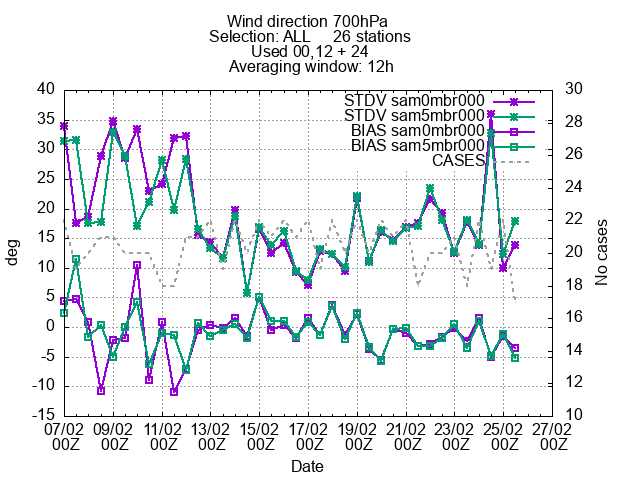 Wind direction 700hPa
Selection: ALL 26 stations
Used 00,12 + 24
Averaging window: 12h
STDV sam0mbr000
STDV sam5mbr000
BIAS sam0mbr000
BIAS sam5mbr000
CASES
40
35
30
25
20
15
10
5
0
-5
-10
-15
deg
30
28
26
24
22
20
18
16
14
12
10
No cases
07/02 09/02 11/02 13/02 15/02 17/02 19/02 21/02 23/02 25/02 27/02
00Z 00Z 00Z 00Z 00Z 00Z 00Z 00Z 00Z 00Z 00Z
Date